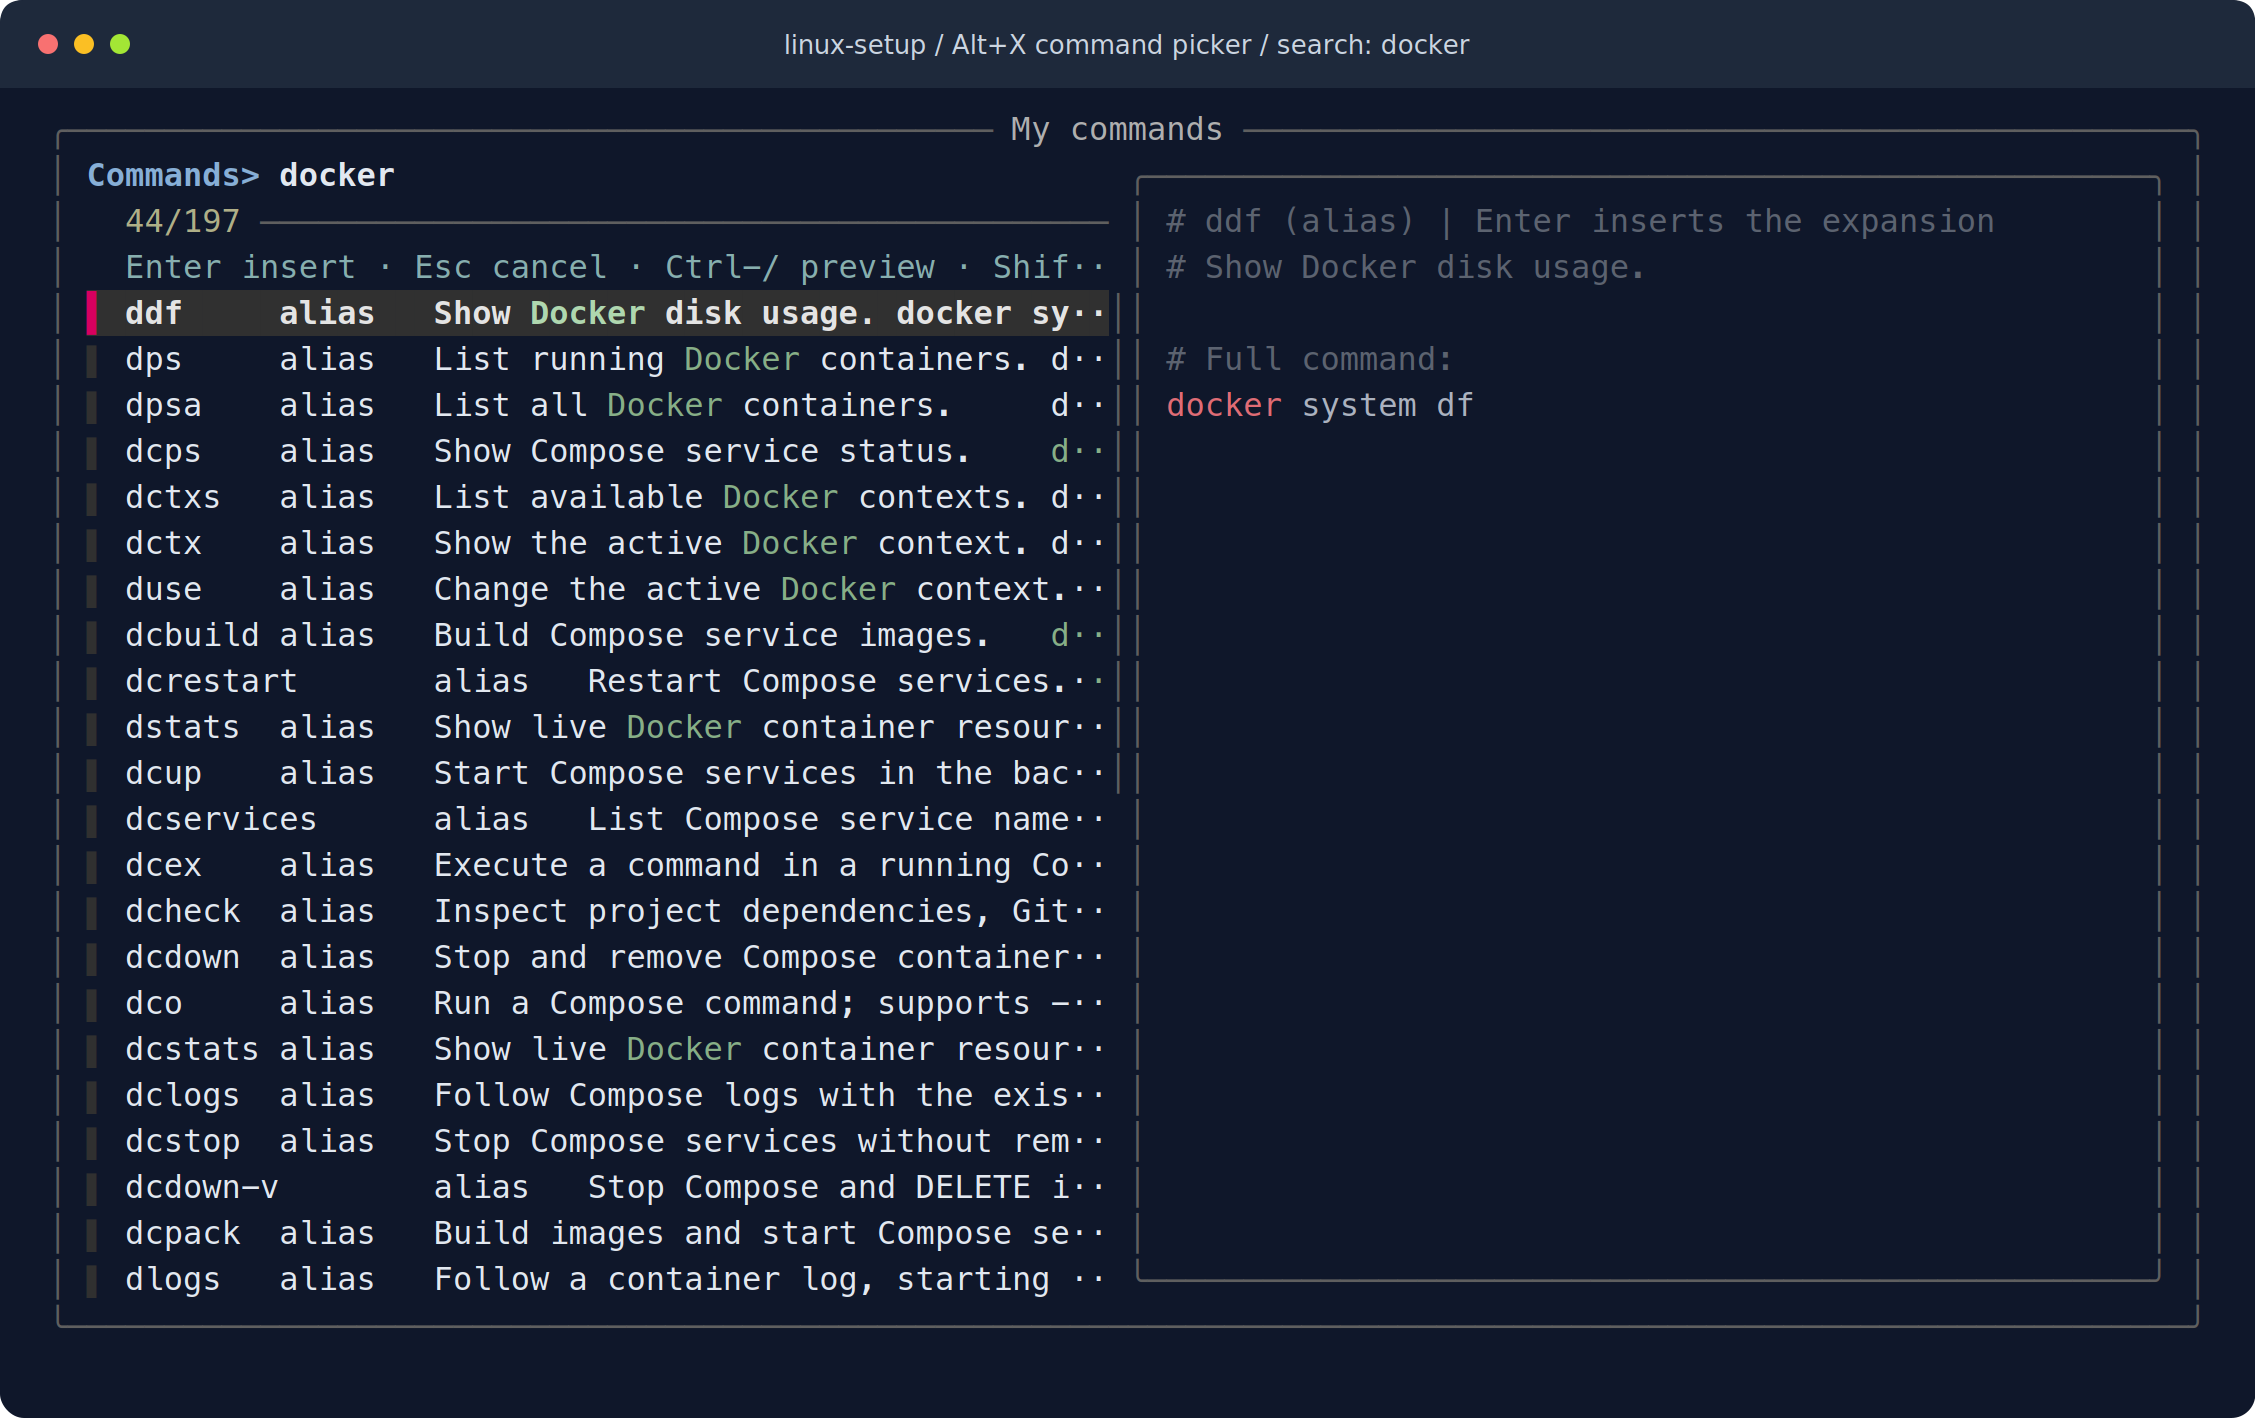 linux-setup / Alt+X command picker / search: docker
My commands
Commands> docker
44/197
Enter insert · Esc cancel · Ctrl-/ preview · Shif··
ddf alias Show Docker disk usage. docker sy··
dps alias List running Docker containers. d··
dpsa alias List all Docker containers. d··
dcps alias Show Compose service status. d··
dctxs alias List available Docker contexts. d··
dctx alias Show the active Docker context. d··
duse alias Change the active Docker context.··
dcbuild alias Build Compose service images. d··
dcrestart alias Restart Compose services.··
dstats alias Show live Docker container resour··
dcup alias Start Compose services in the bac··
dcservices alias List Compose service name··
dcex alias Execute a command in a running Co··
dcheck alias Inspect project dependencies, Git··
dcdown alias Stop and remove Compose container··
dco alias Run a Compose command; supports -··
dcstats alias Show live Docker container resour··
dclogs alias Follow Compose logs with the exis··
dcstop alias Stop Compose services without rem··
dcdown-v alias Stop Compose and DELETE i··
dcpack alias Build images and start Compose se··
dlogs alias Follow a container log, starting ··
# ddf (alias) | Enter inserts the expansion
# Show Docker disk usage.
# Full command:
docker system df